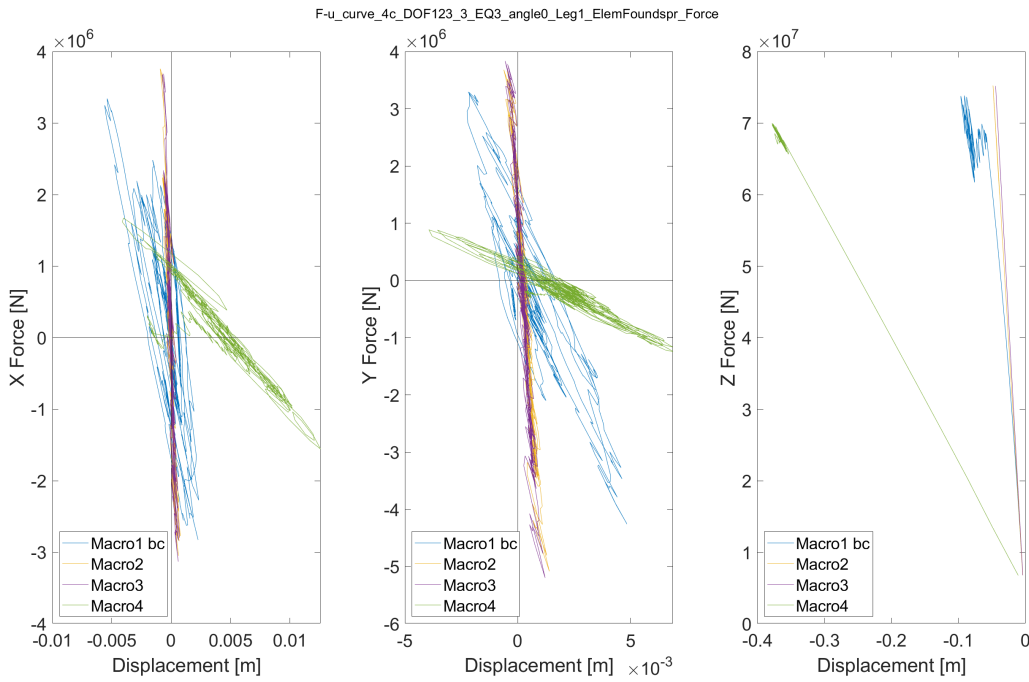 F-u_curve_4c_DOF123_3_EQ3_angle0_Leg1_ElemFoundspr_Force
×10^6
4
3
2
1
0
-1
-2
-3
-4
X Force [N]
-0.01
-0.005
0
0.005
0.01
Displacement [m]
Macro1 bc
Macro2
Macro3
Macro4
×10^6
4
3
2
1
0
-1
-2
-3
-4
-5
-6
Y Force [N]
-5
0
5
×10^-3
Displacement [m]
Macro1 bc
Macro2
Macro3
Macro4
×10^7
8
7
6
5
4
3
2
1
0
Z Force [N]
-0.4
-0.3
-0.2
-0.1
0
Displacement [m]
Macro1 bc
Macro2
Macro3
Macro4